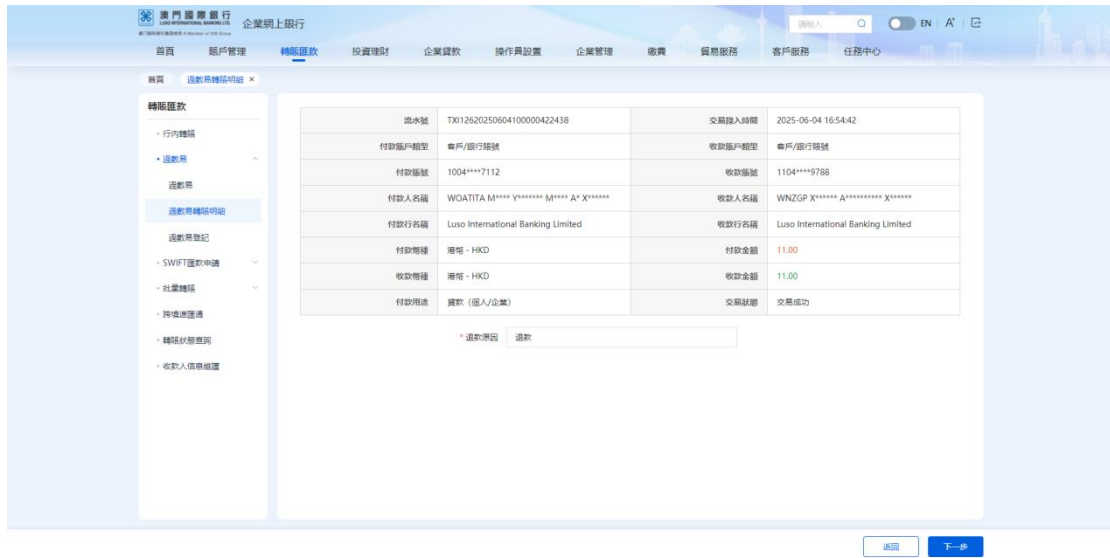 澳門國際銀行 企業網上銀行
LUSO INTERNATIONAL BANKING LTD.
請輸入 EN A+
首頁 賬戶管理 轉賬匯款 投資理財 企業貸款 操作員設置 企業管理 繳費 貿易服務 客戶服務 任務中心
首頁 過數易轉賬明細 ×
轉賬匯款
行內轉賬
過數易
過數易
過數易轉賬明細
過數易登記
SWIFT匯款申請
批量轉賬
跨境速匯通
轉賬狀態查詢
收款人信息維護
流水號 TXI12620250604100000422438 交易錄入時間 2025-06-04 16:54:42
付款賬戶類型 客戶/銀行賬號 收款賬戶類型 客戶/銀行賬號
付款賬號 1004****7112 收款賬號 1104****9788
付款人名稱 WOATITA M**** Y******* M**** A* X****** 收款人名稱 WNZGP X****** A********** X******
付款行名稱 Luso International Banking Limited 收款行名稱 Luso International Banking Limited
付款幣種 港幣 - HKD 付款金額 11.00
收款幣種 港幣 - HKD 收款金額 11.00
付款用途 貨款（個人/企業） 交易狀態 交易成功
* 退款原因 退款
返回 下一步